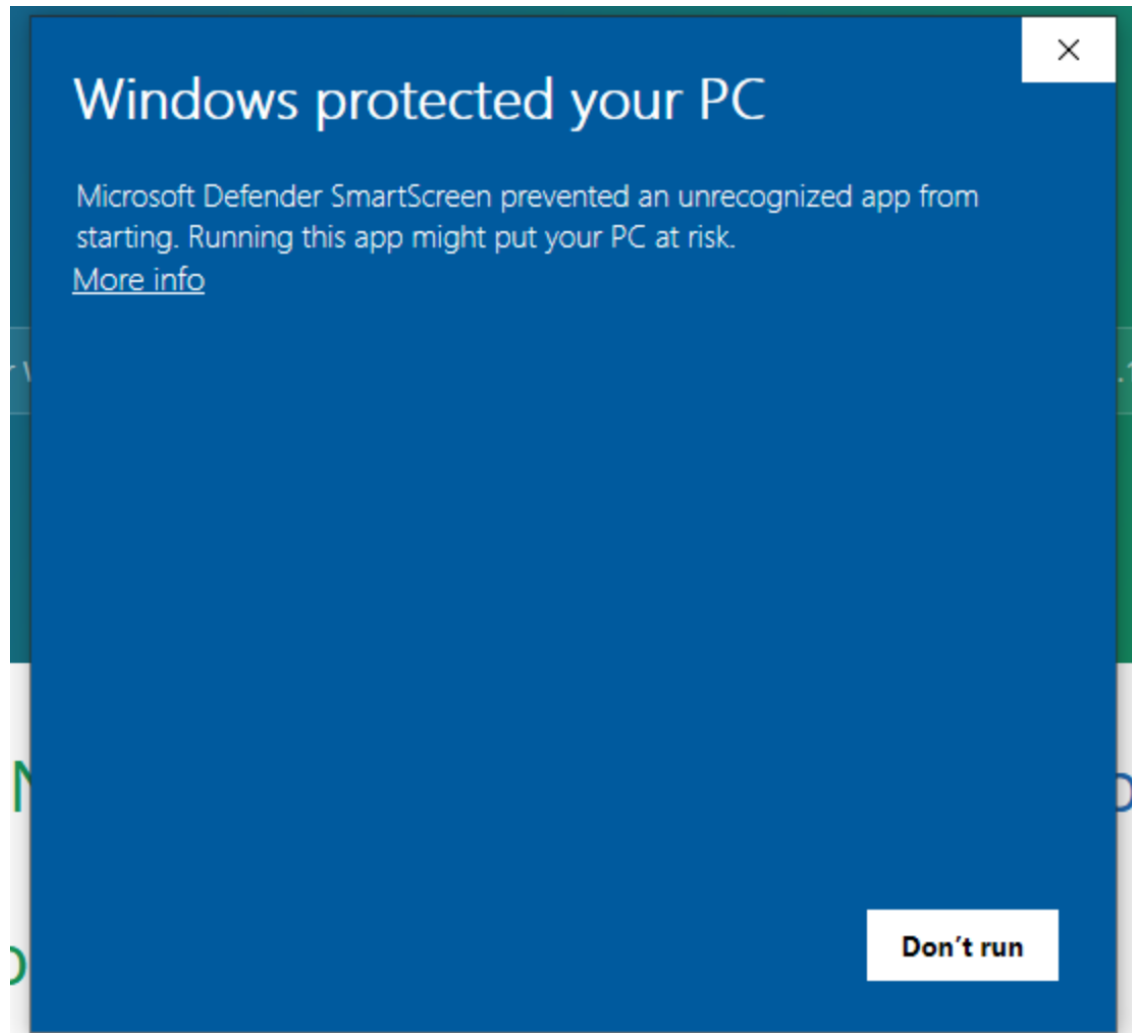 Windows protected your PC
Microsoft Defender SmartScreen prevented an unrecognized app from
starting. Running this app might put your PC at risk.
More info
Don’t run